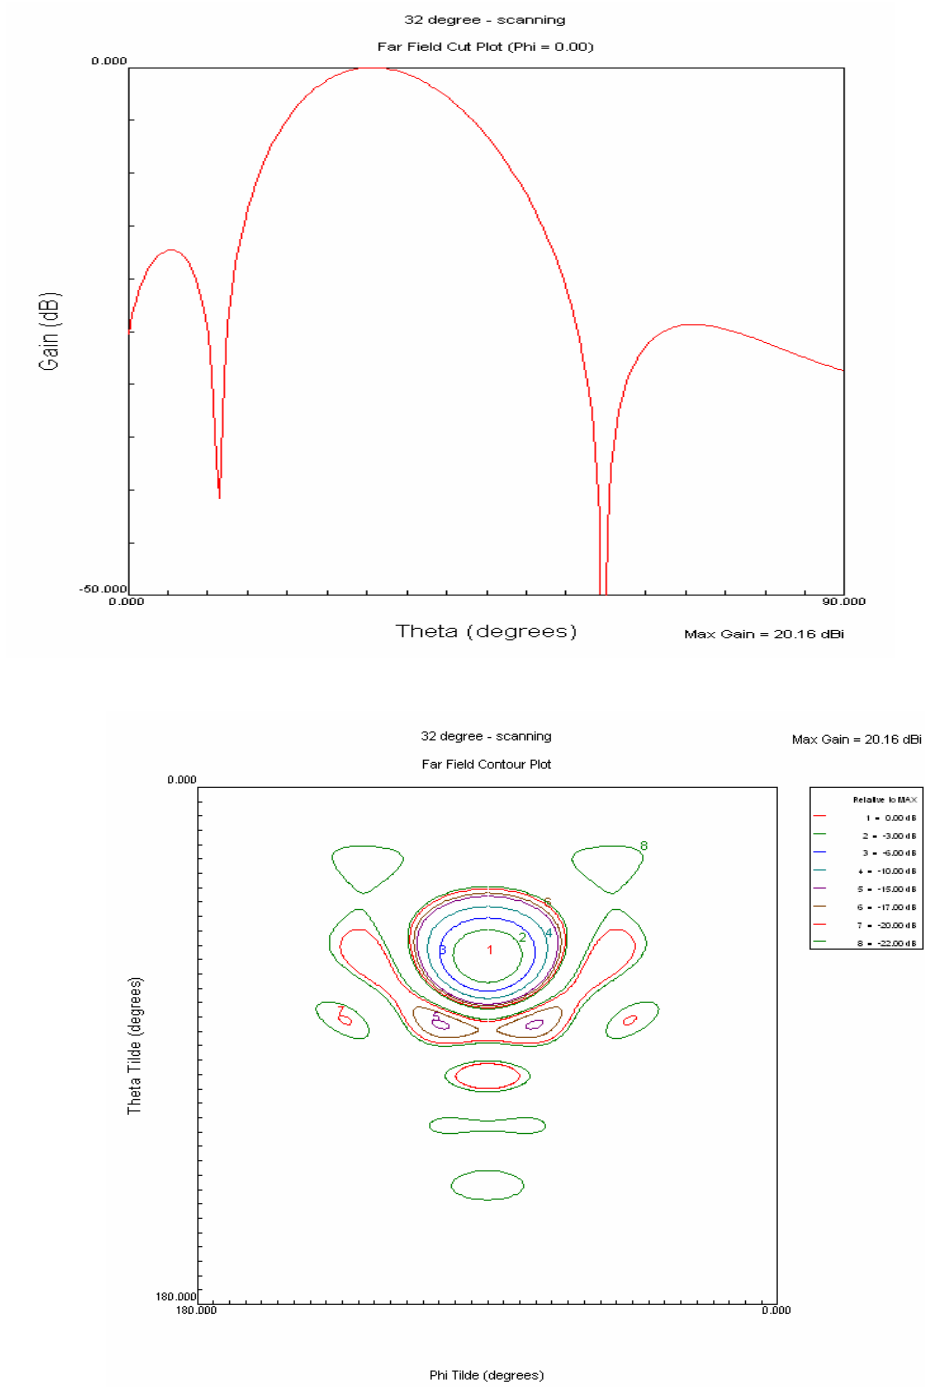 32 degree - scanning
Far Field Cut Plot (Phi = 0.00)
0.000
Gain (dB)
-50.000
0.000
90.000
Theta (degrees)
Max Gain = 20.16 dBi
32 degree - scanning
Max Gain = 20.16 dBi
Far Field Contour Plot
0.000
Relative to MAX
1 = 0.00 dB
2 = -3.00 dB
3 = -6.00 dB
4 = -10.00 dB
5 = -15.00 dB
6 = -17.00 dB
7 = -20.00 dB
8 = -22.00 dB
8
6
4
2
3
1
7
5
Theta Tilde (degrees)
180.000
180.000
0.000
Phi Tilde (degrees)